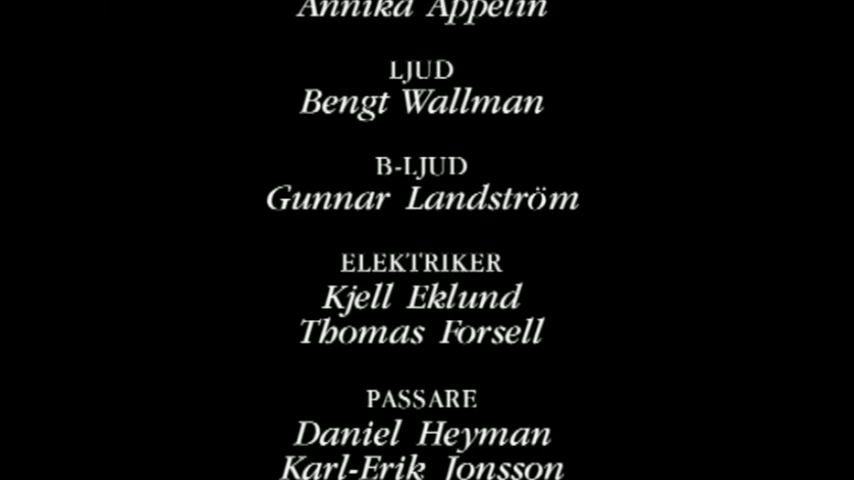 Annika Appelin
LJUD
Bengt Wallman
B-LJUD
Gunnar Landström
ELEKTRIKER
Kjell Eklund
Thomas Forsell
PASSARE
Daniel Heyman
Karl-Erik Jonsson